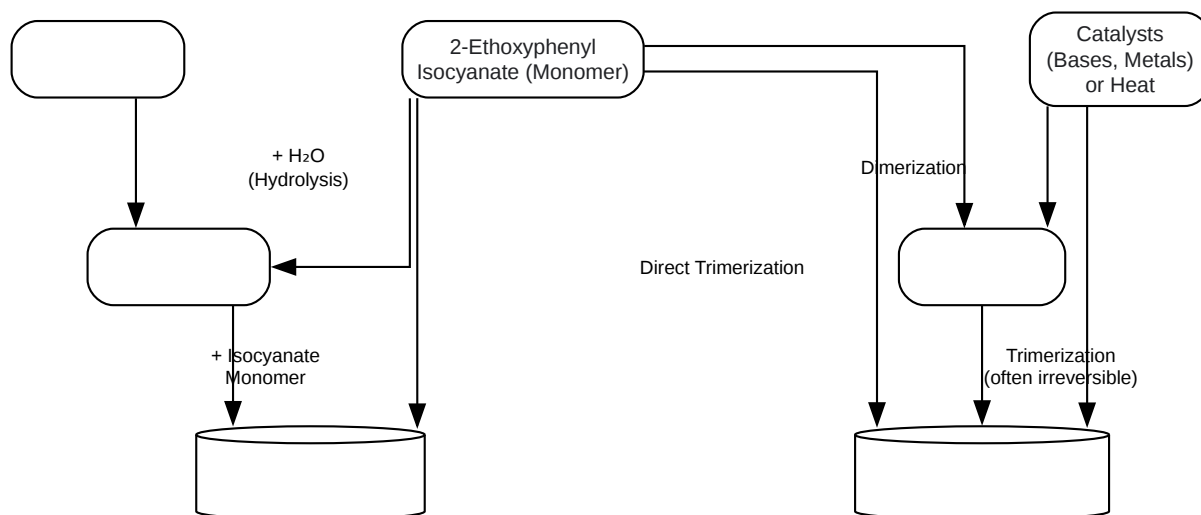 2-Ethoxyphenyl
Isocyanate (Monomer)
Catalysts
(Bases, Metals)
or Heat
+ H₂O
(Hydrolysis)
Dimerization
Direct Trimerization
+ Isocyanate
Monomer
Trimerization
(often irreversible)